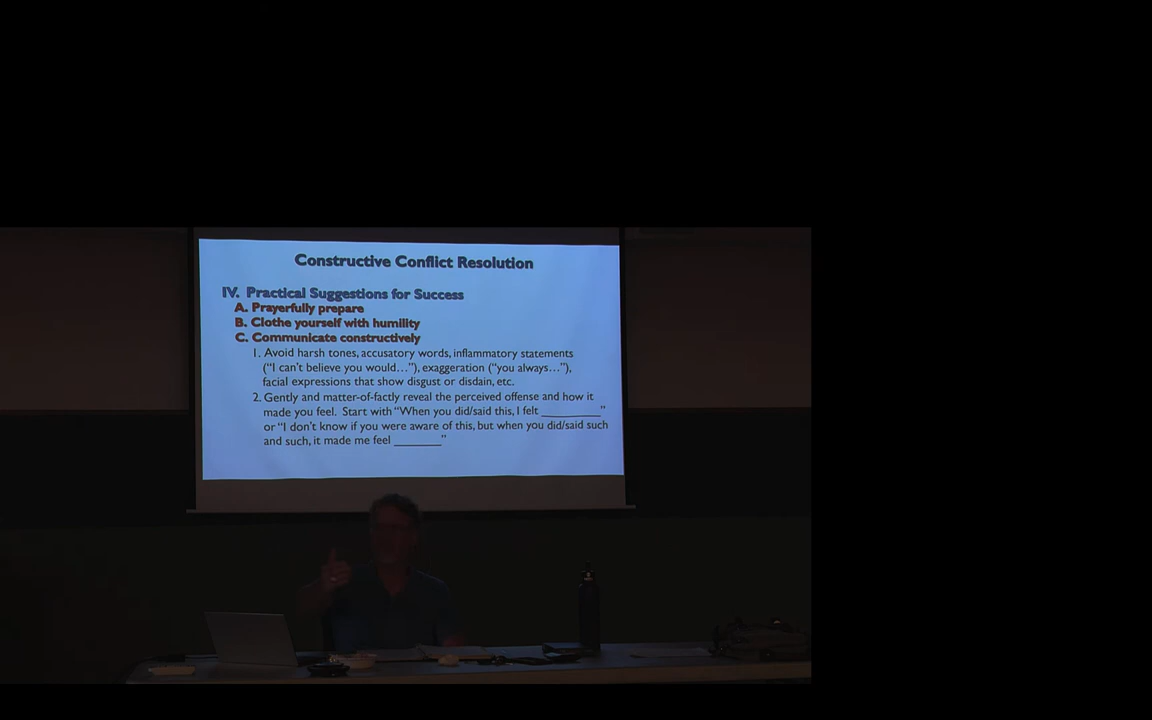 Constructive Conflict Resolution
IV. Practical Suggestions for Success
A. Prayerfully prepare
B. Clothe yourself with humility
C. Communicate constructively
1. Avoid harsh tones, accusatory words, inflammatory statements
(“I can’t believe you would…”), exaggeration (“you always…”),
facial expressions that show disgust or disdain, etc.
2. Gently and matter-of-factly reveal the perceived offense and how it
made you feel. Start with “When you did/said this, I felt __________”
or “I don’t know if you were aware of this, but when you did/said such
and such, it made me feel ________”